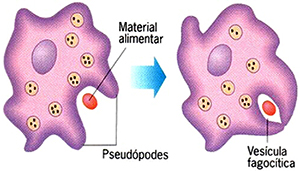 Material
alimentar
Pseudópodes
Vesícula
fagocítica